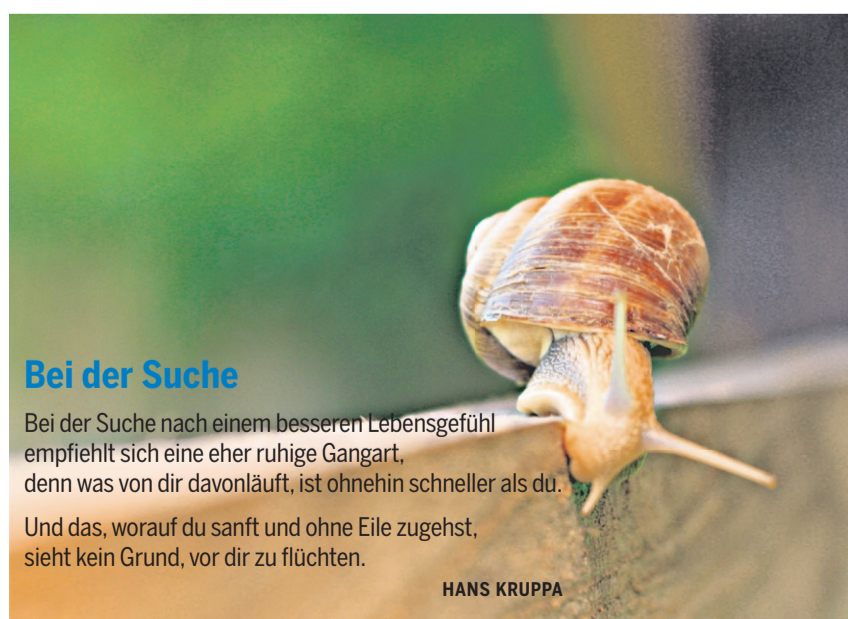 Bei der Suche
Bei der Suche nach einem besseren Lebensgefühl
empfiehlt sich eine eher ruhige Gangart,
denn was von dir davonläuft, ist ohnehin schneller als du.
Und das, worauf du sanft und ohne Eile zugehst,
sieht kein Grund, vor dir zu flüchten.
HANS KRUPPA